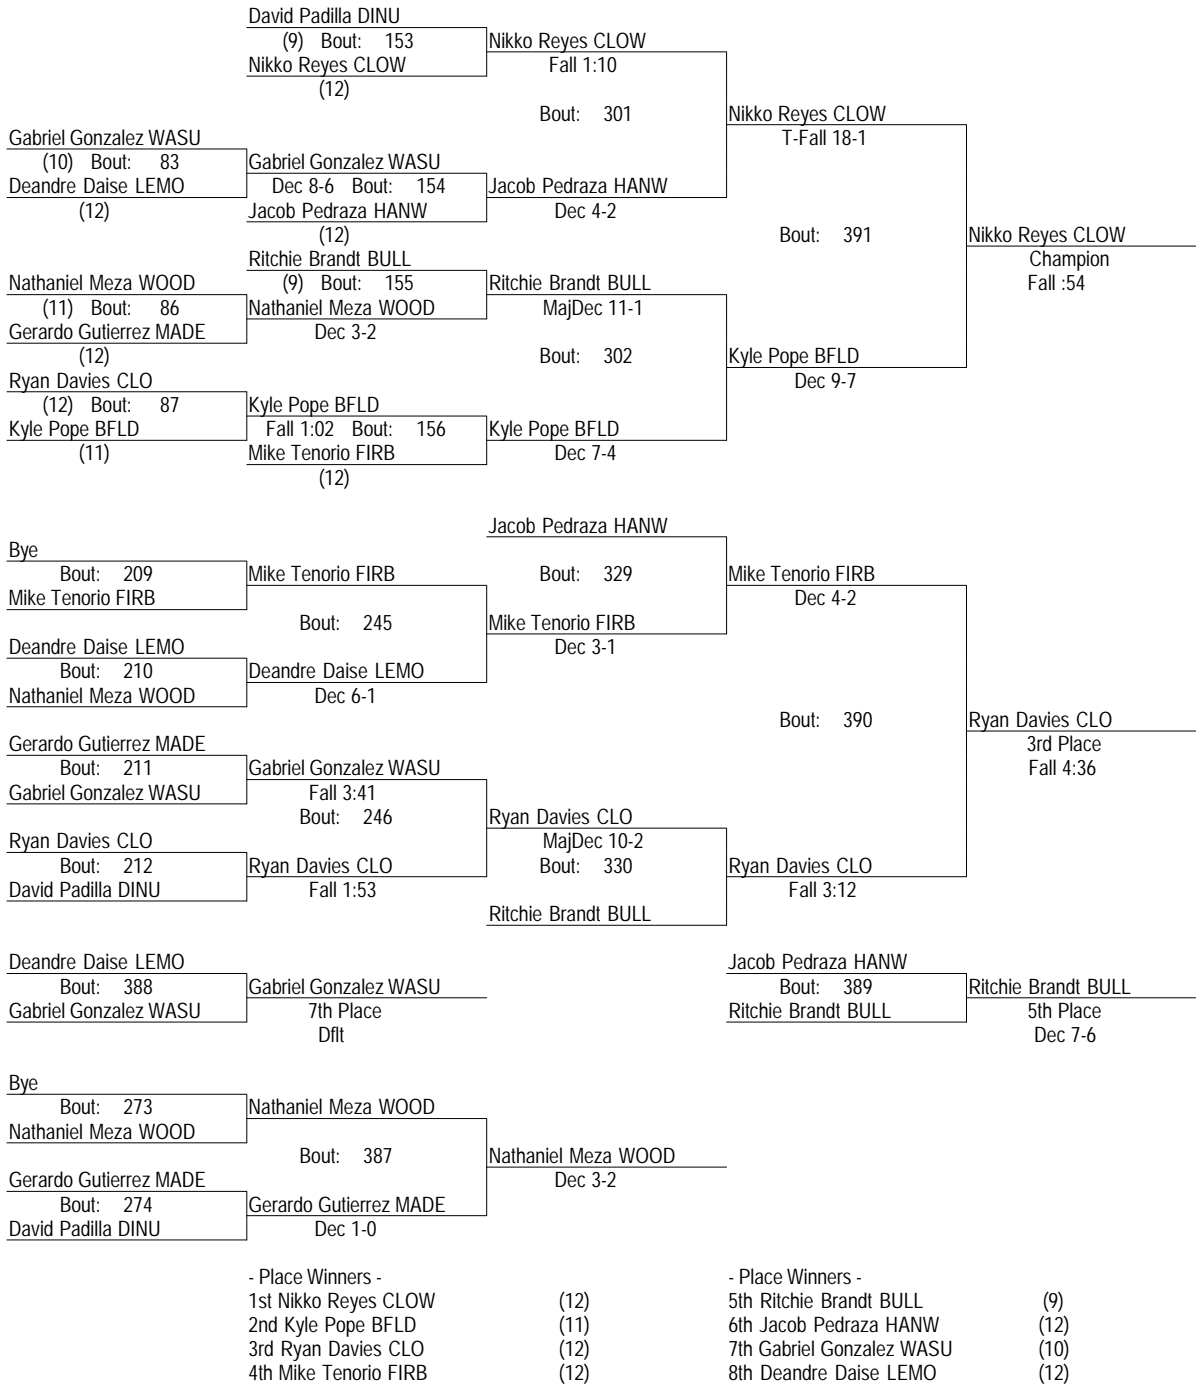 David Padilla DINU
(9) Bout: 153 Nikko Reyes CLOW
Nikko Reyes CLOW Fall 1:10
(12)
Bout: 301 Nikko Reyes CLOW
Gabriel Gonzalez WASU T-Fall 18-1
(10) Bout: 83 Gabriel Gonzalez WASU
Deandre Daise LEMO Dec 8-6 Bout: 154 Jacob Pedraza HANW
(12) Jacob Pedraza HANW Dec 4-2
(12) Bout: 391 Nikko Reyes CLOW
Ritchie Brandt BULL Champion
Nathaniel Meza WOOD (9) Bout: 155 Ritchie Brandt BULL Fall :54
(11) Bout: 86 Nathaniel Meza WOOD MajDec 11-1
Gerardo Gutierrez MADE Dec 3-2
(12) Bout: 302 Kyle Pope BFLD
Ryan Davies CLO Dec 9-7
(12) Bout: 87 Kyle Pope BFLD
Kyle Pope BFLD Fall 1:02 Bout: 156 Kyle Pope BFLD
(11) Mike Tenorio FIRB Dec 7-4
(12)
Jacob Pedraza HANW
Bye
Bout: 209 Mike Tenorio FIRB Bout: 329 Mike Tenorio FIRB
Mike Tenorio FIRB Dec 4-2
Bout: 245 Mike Tenorio FIRB
Deandre Daise LEMO Dec 3-1
Bout: 210 Deandre Daise LEMO
Nathaniel Meza WOOD Dec 6-1
Bout: 390 Ryan Davies CLO
Gerardo Gutierrez MADE 3rd Place
Bout: 211 Gabriel Gonzalez WASU Fall 4:36
Gabriel Gonzalez WASU Fall 3:41
Bout: 246 Ryan Davies CLO
Ryan Davies CLO MajDec 10-2
Bout: 212 Ryan Davies CLO Bout: 330 Ryan Davies CLO
David Padilla DINU Fall 1:53 Fall 3:12
Ritchie Brandt BULL
Deandre Daise LEMO Jacob Pedraza HANW
Bout: 388 Gabriel Gonzalez WASU Bout: 389 Ritchie Brandt BULL
Gabriel Gonzalez WASU 7th Place Ritchie Brandt BULL 5th Place
Dflt Dec 7-6
Bye
Bout: 273 Nathaniel Meza WOOD
Nathaniel Meza WOOD
Bout: 387 Nathaniel Meza WOOD
Gerardo Gutierrez MADE Dec 3-2
Bout: 274 Gerardo Gutierrez MADE
David Padilla DINU Dec 1-0
- Place Winners - - Place Winners -
1st Nikko Reyes CLOW (12) 5th Ritchie Brandt BULL (9)
2nd Kyle Pope BFLD (11) 6th Jacob Pedraza HANW (12)
3rd Ryan Davies CLO (12) 7th Gabriel Gonzalez WASU (10)
4th Mike Tenorio FIRB (12) 8th Deandre Daise LEMO (12)